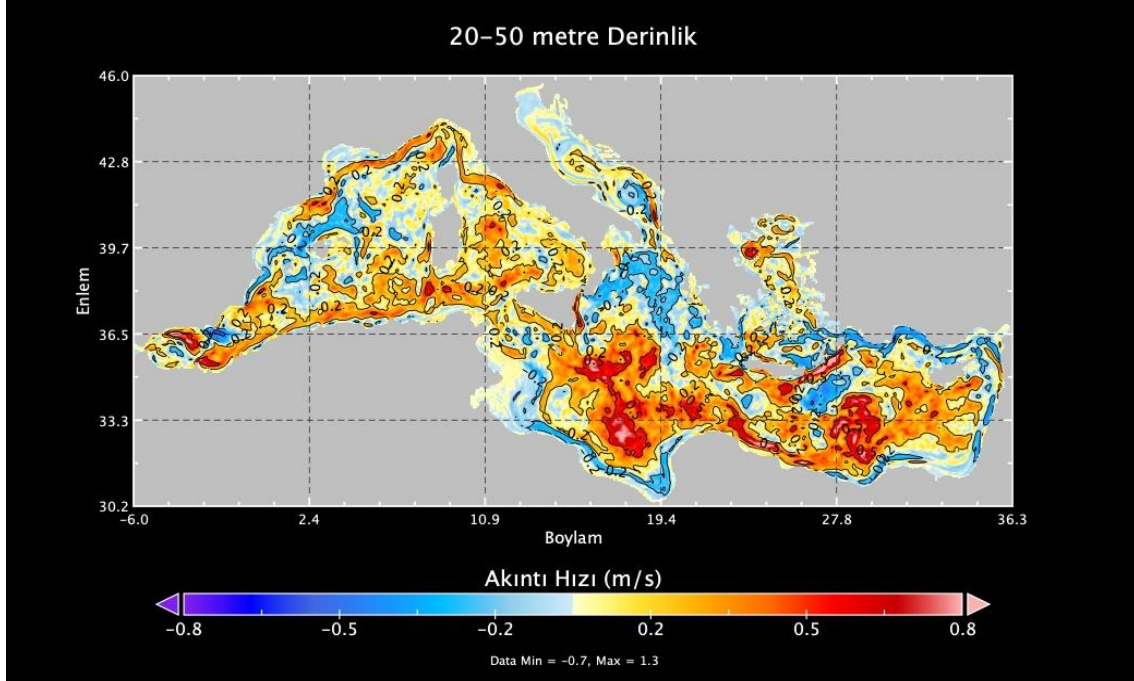 20–50 metre Derinlik
46.0
42.8
39.7
36.5
33.3
30.2
Enlem
−6.0 2.4 10.9 19.4 27.8 36.3
Boylam
Akıntı Hızı (m/s)
−0.8 −0.5 −0.2 0.2 0.5 0.8
Data Min = −0.7, Max = 1.3